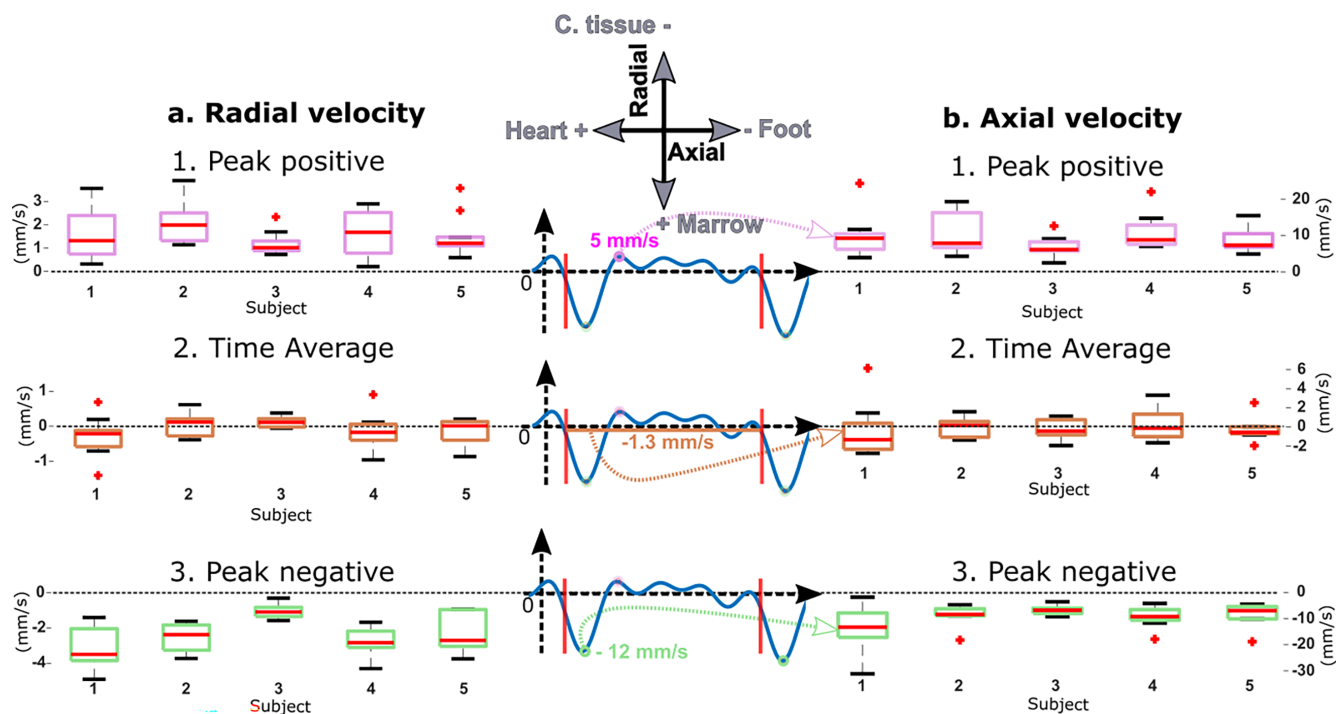 C. tissue -
Radial
a. Radial velocity
Heart +
- Foot
b. Axial velocity
Axial
1. Peak positive
1. Peak positive
+ Marrow
(mm/s)
3
2
1
0
1
2
3
4
5
Subject
5 mm/s
0
20
10
0
(mm/s)
1
2
3
4
5
Subject
2. Time Average
2. Time Average
(mm/s)
1
0
-1
1
2
3
4
5
Subject
0
-1.3 mm/s
6
4
2
0
-2
(mm/s)
1
2
3
4
5
Subject
3. Peak negative
3. Peak negative
(mm/s)
0
-2
-4
1
2
3
4
5
Subject
0
- 12 mm/s
0
-10
-20
-30
(mm/s)
1
2
3
4
5
Subject